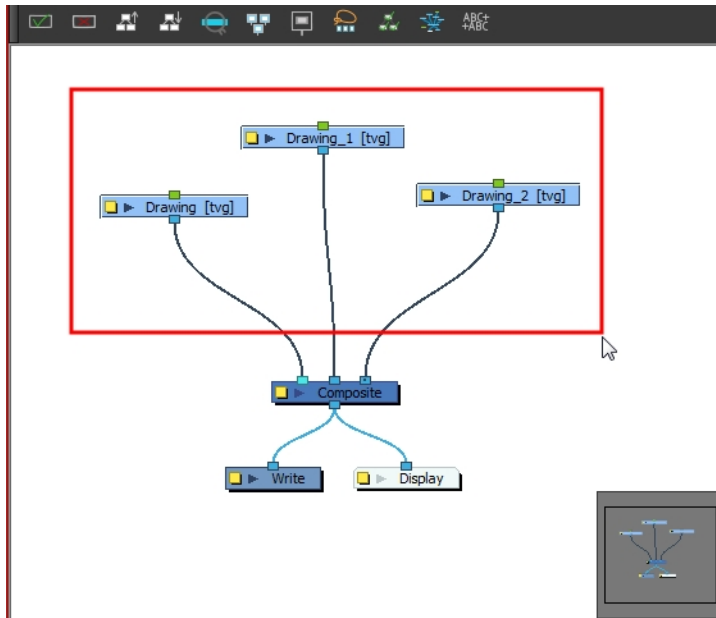 ABC+
+ABC
Drawing_1 [tvg]
Drawing_2 [tvg]
Drawing [tvg]
Composite
Write
Display